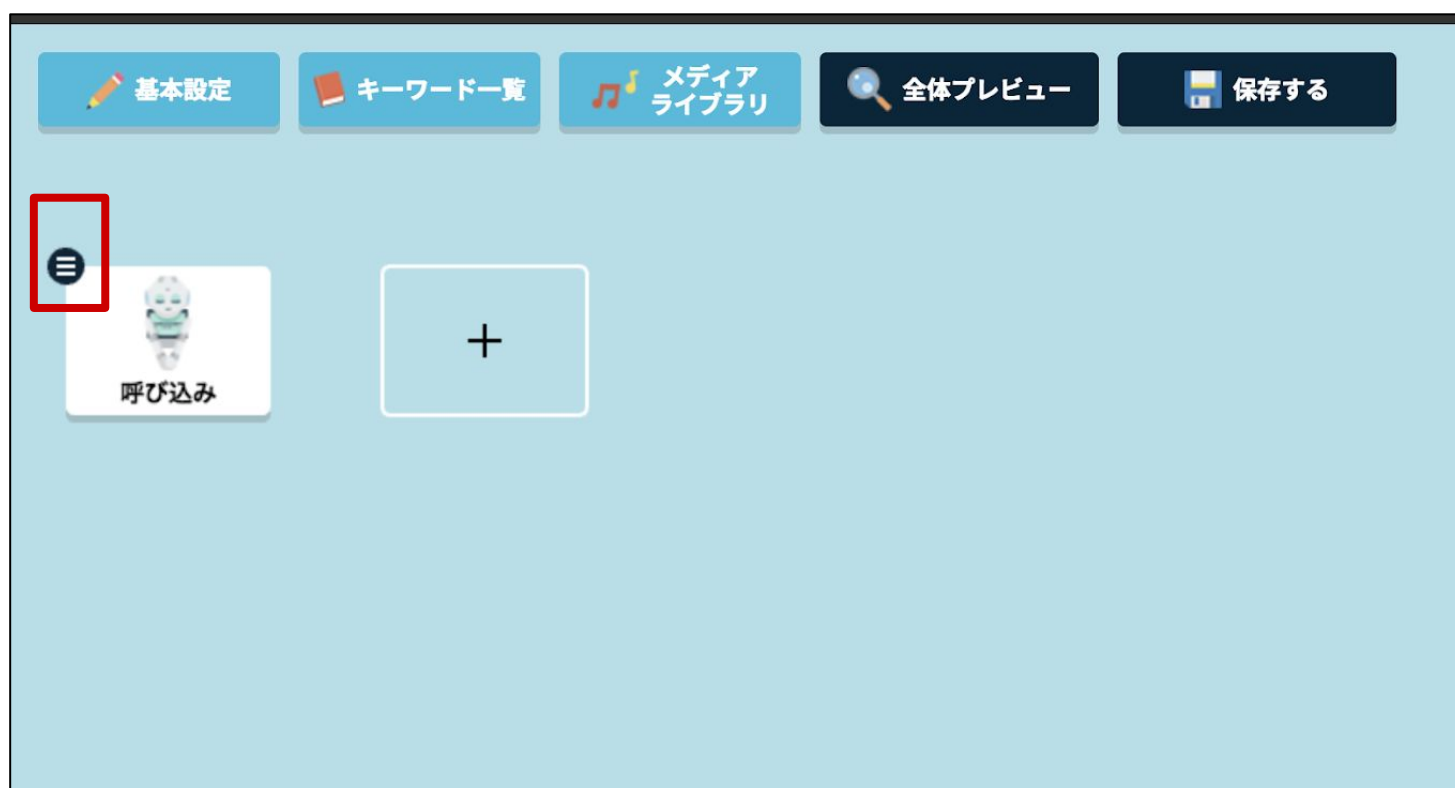 基本設定
キーワード一覧
メディア
ライブラリ
全体プレビュー
保存する
+
呼び込み